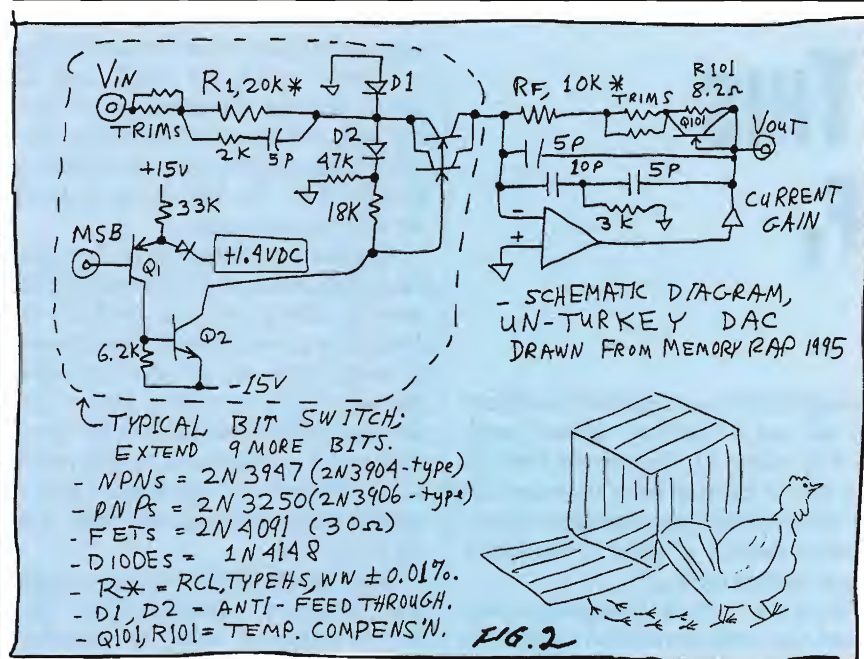 VIN
R1, 20K*
TRIMS
2K
5P
D1
D2
47K
18K
+15V
33K
MSB
Q1
+1.4VDC
Q2
6.2K
-15V
RF, 10K*
TRIMS
R101
8.2Ω
Q101
VOUT
5P
10P
5P
3K
CURRENT
GAIN
-
+
- SCHEMATIC DIAGRAM,
UN-TURKEY DAC
DRAWN FROM MEMORY RAP 1995
TYPICAL BIT SWITCH;
EXTEND 9 MORE BITS.
- NPNs = 2N3947 (2N3904-type)
- PNPs = 2N3250 (2N3906-type)
- FETs = 2N4091 (30Ω)
- DIODES = 1N4148
- R* = RCL, TYPE HS, WW ±0.01%.
- D1, D2 = ANTI-FEEDTHROUGH.
- Q101, R101 = TEMP. COMPENS'N.
FIG. 2